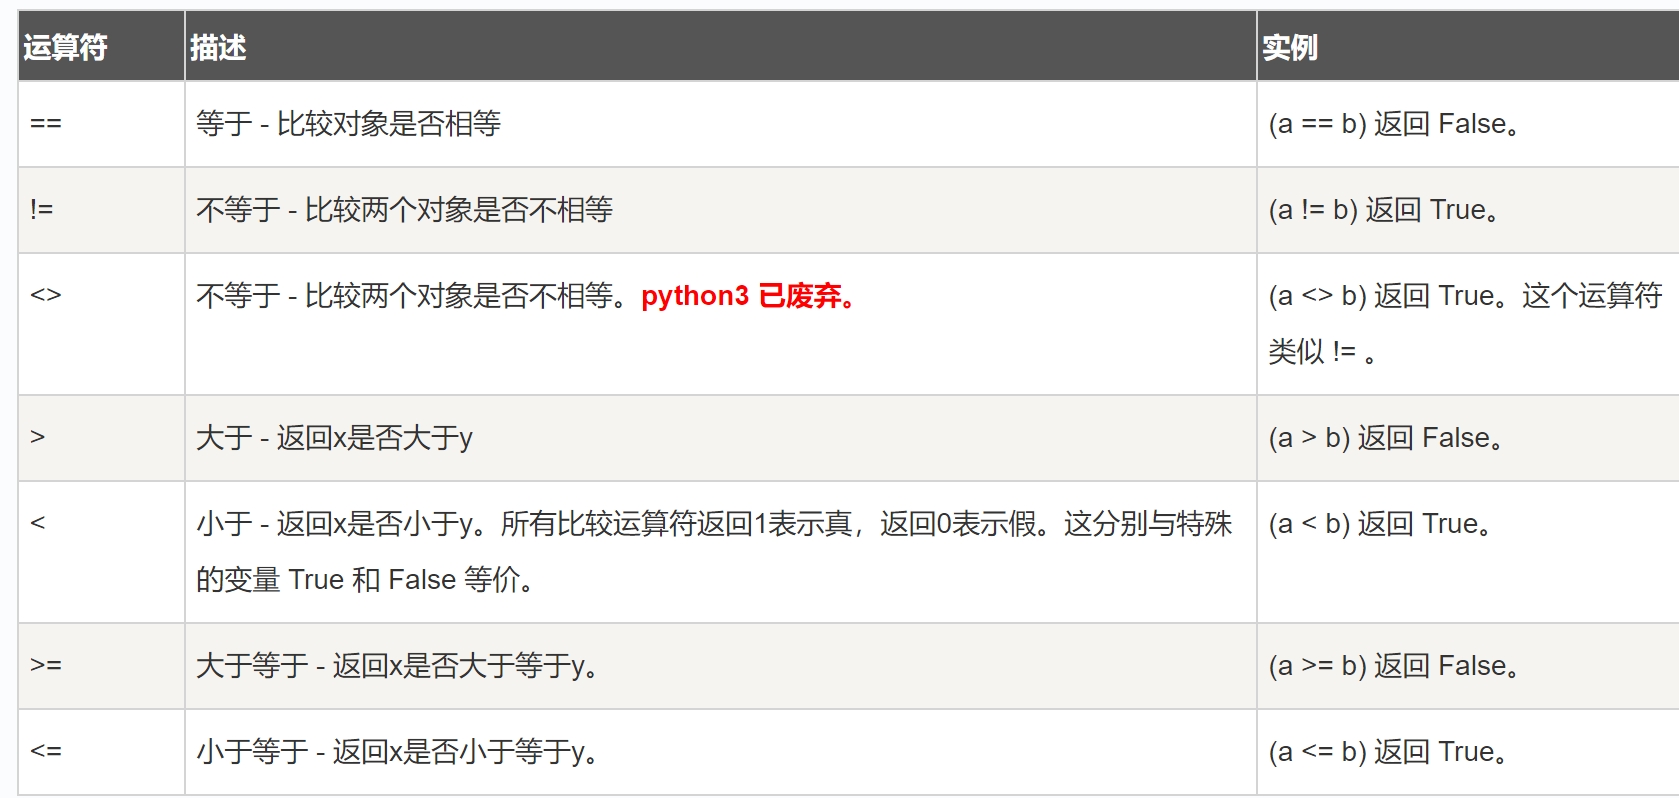 运算符 描述 实例
== 等于 - 比较对象是否相等 (a == b) 返回 False。
!= 不等于 - 比较两个对象是否不相等 (a != b) 返回 True。
<> 不等于 - 比较两个对象是否不相等。python3 已废弃。 (a <> b) 返回 True。这个运算符
类似 != 。
> 大于 - 返回x是否大于y (a > b) 返回 False。
< 小于 - 返回x是否小于y。所有比较运算符返回1表示真，返回0表示假。这分别与特殊 (a < b) 返回 True。
的变量 True 和 False 等价。
>= 大于等于 - 返回x是否大于等于y。 (a >= b) 返回 False。
<= 小于等于 - 返回x是否小于等于y。 (a <= b) 返回 True。